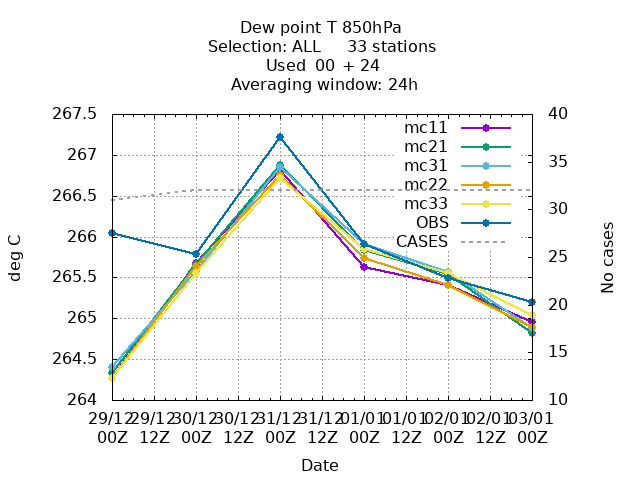 Dew point T 850hPa
Selection: ALL 33 stations
Used 00 + 24
Averaging window: 24h
267.5
267
266.5
266
265.5
265
264.5
264
deg C
40
35
30
25
20
15
10
No cases
mc11
mc21
mc31
mc22
mc33
OBS
CASES
29/12 29/12 30/12 30/12 31/12 31/12 01/01 01/01 02/01 02/01 03/01
00Z 12Z 00Z 12Z 00Z 12Z 00Z 12Z 00Z 12Z 00Z
Date